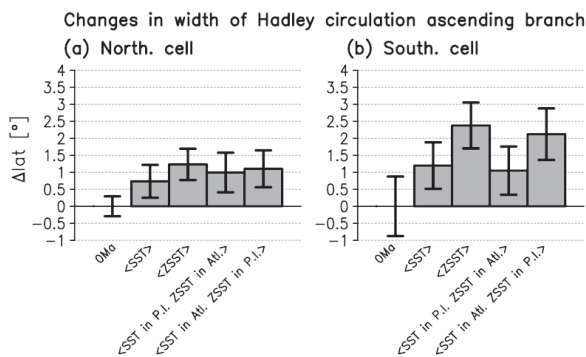 Changes in width of Hadley circulation ascending branch
(a) North. cell
(b) South. cell
Δlat [°]
4
3.5
3
2.5
2
1.5
1
0.5
0
−0.5
−1
OMa
<SST>
<ZSST>
<SST in P.I. ZSST in Atl.>
<SST in Atl. ZSST in P.I.>
4
3.5
3
2.5
2
1.5
1
0.5
0
−0.5
−1
OMa
<SST>
<ZSST>
<SST in P.I. ZSST in Atl.>
<SST in Atl. ZSST in P.I.>